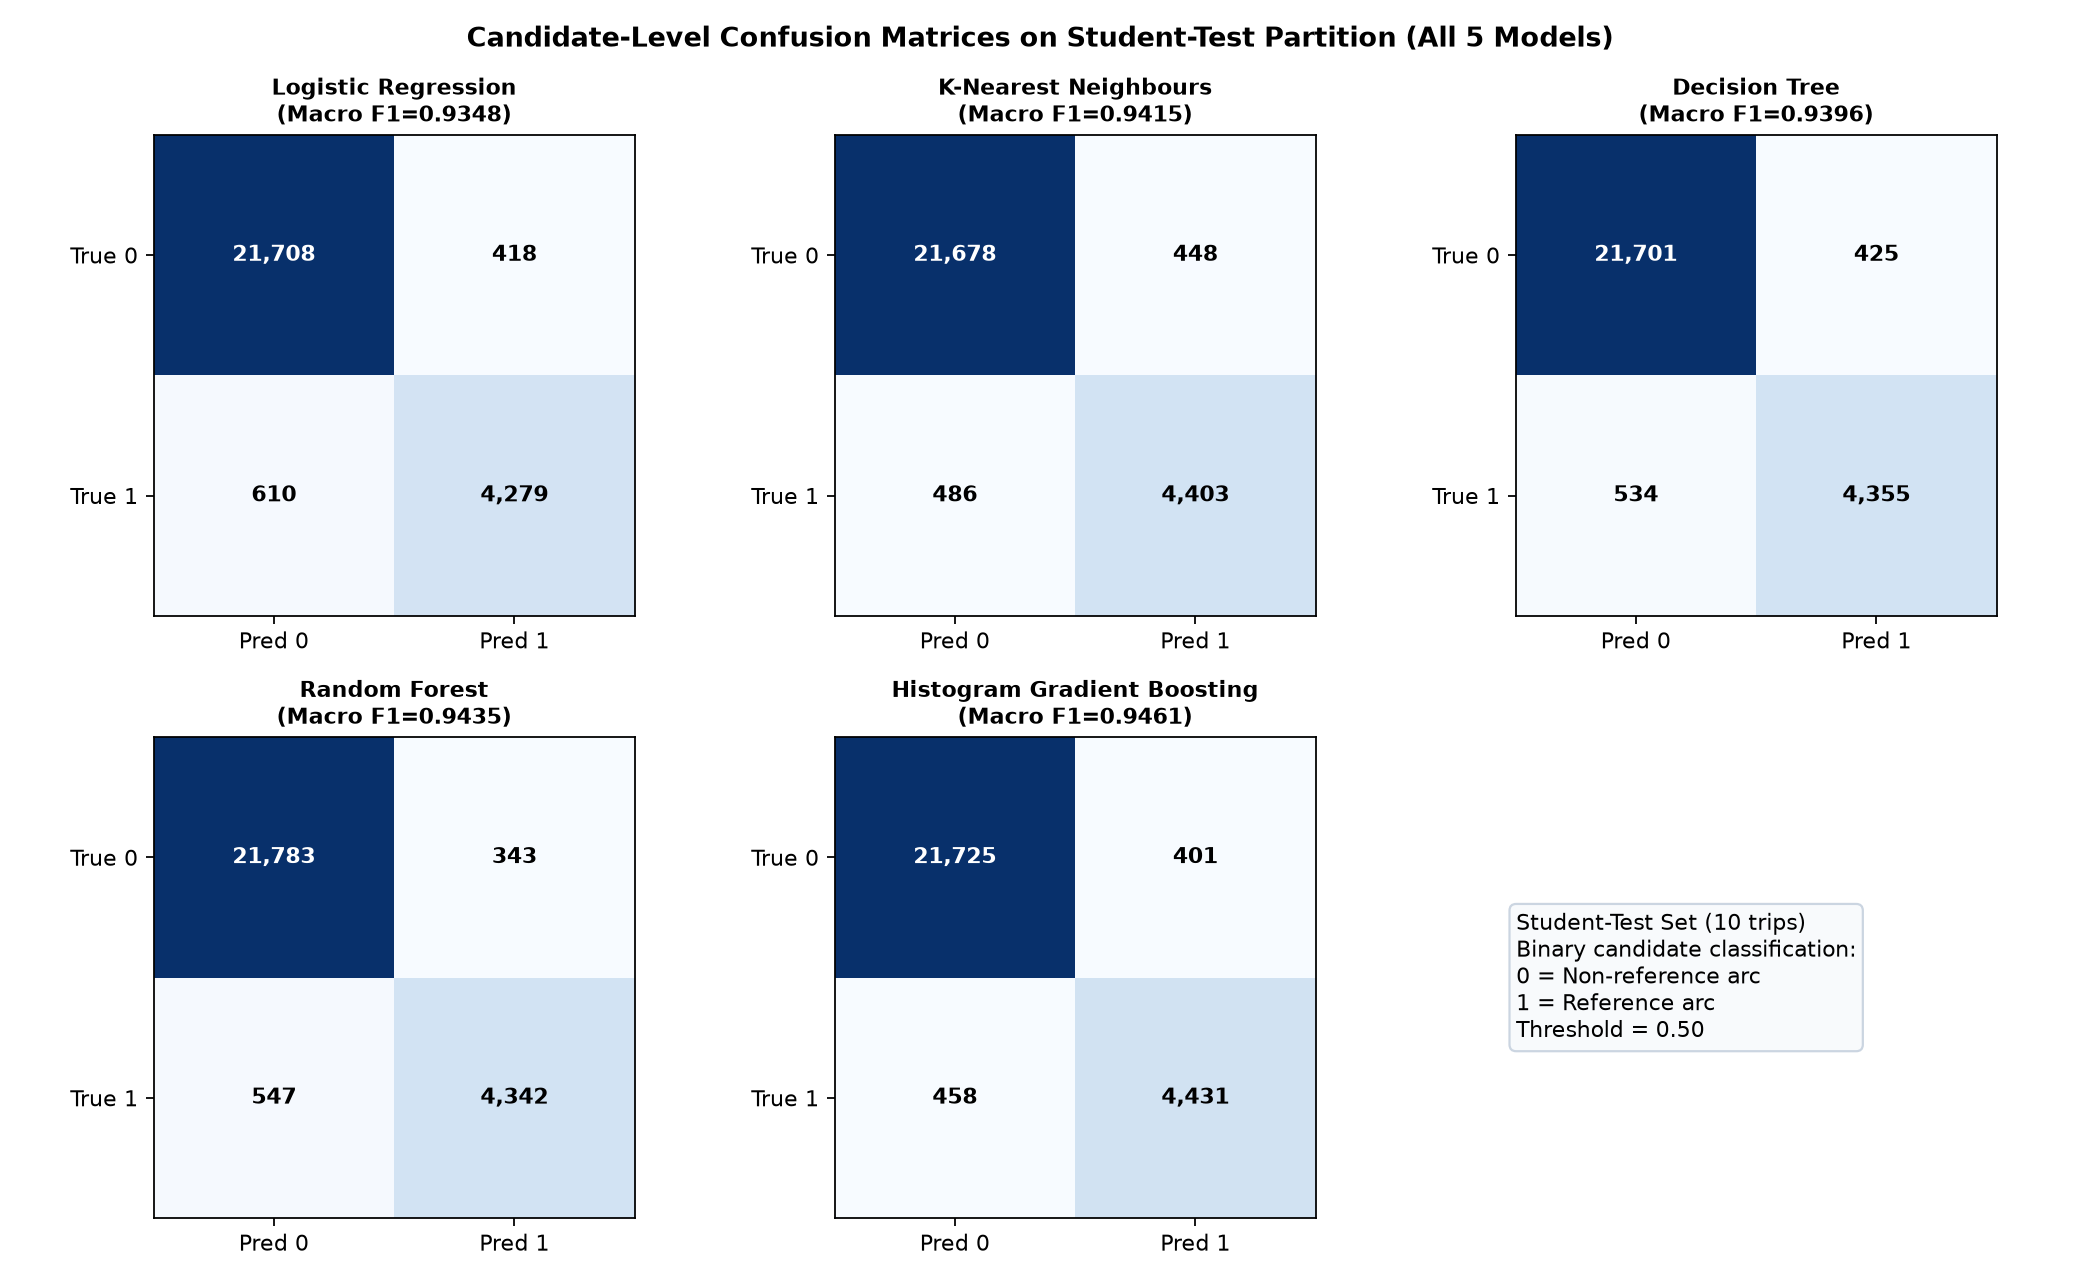 Candidate-Level Confusion Matrices on Student-Test Partition (All 5 Models)
Logistic Regression
(Macro F1=0.9348)
True 0
21,708
418
True 1
610
4,279
Pred 0
Pred 1
K-Nearest Neighbours
(Macro F1=0.9415)
True 0
21,678
448
True 1
486
4,403
Pred 0
Pred 1
Decision Tree
(Macro F1=0.9396)
True 0
21,701
425
True 1
534
4,355
Pred 0
Pred 1
Random Forest
(Macro F1=0.9435)
True 0
21,783
343
True 1
547
4,342
Pred 0
Pred 1
Histogram Gradient Boosting
(Macro F1=0.9461)
True 0
21,725
401
True 1
458
4,431
Pred 0
Pred 1
Student-Test Set (10 trips)
Binary candidate classification:
0 = Non-reference arc
1 = Reference arc
Threshold = 0.50